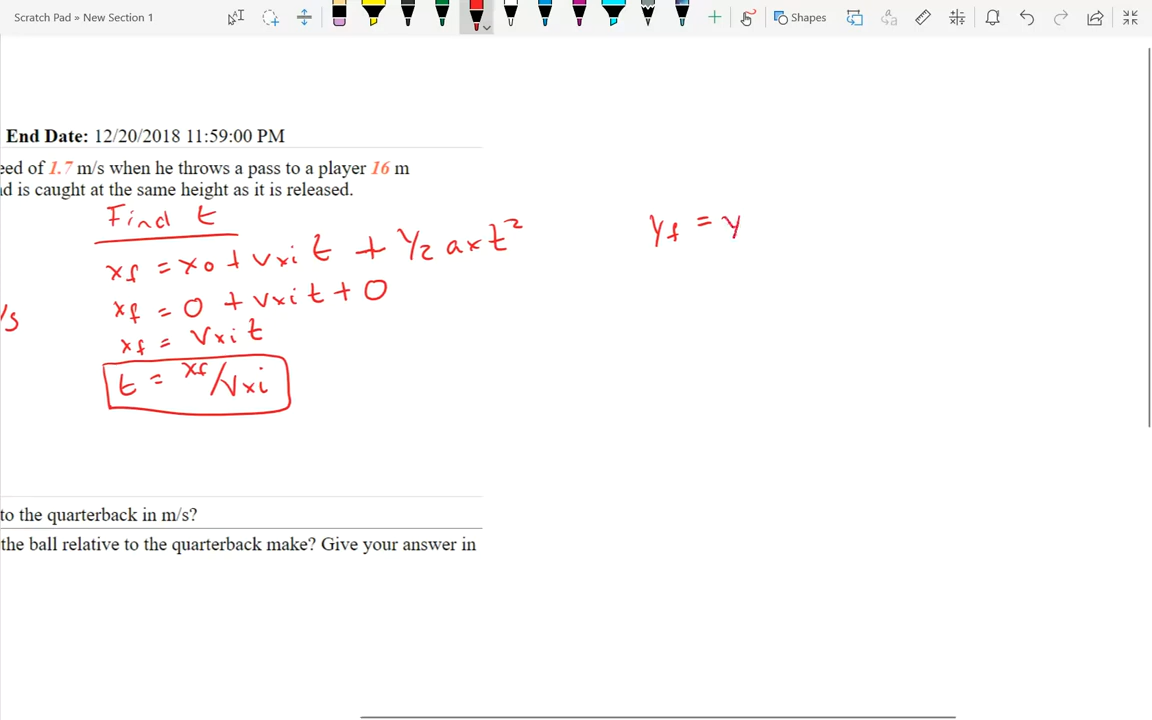 Scratch Pad » New Section 1
Shapes
End Date: 12/20/2018 11:59:00 PM
eed of 1.7 m/s when he throws a pass to a player 16 m
nd is caught at the same height as it is released.
Find t
xf = x0 + vxi t + 1/2 axt²
xf = 0 + vxi t + 0
/s
xf = vxi t
t = xf/vxi
yf = y
to the quarterback in m/s?
the ball relative to the quarterback make? Give your answer in